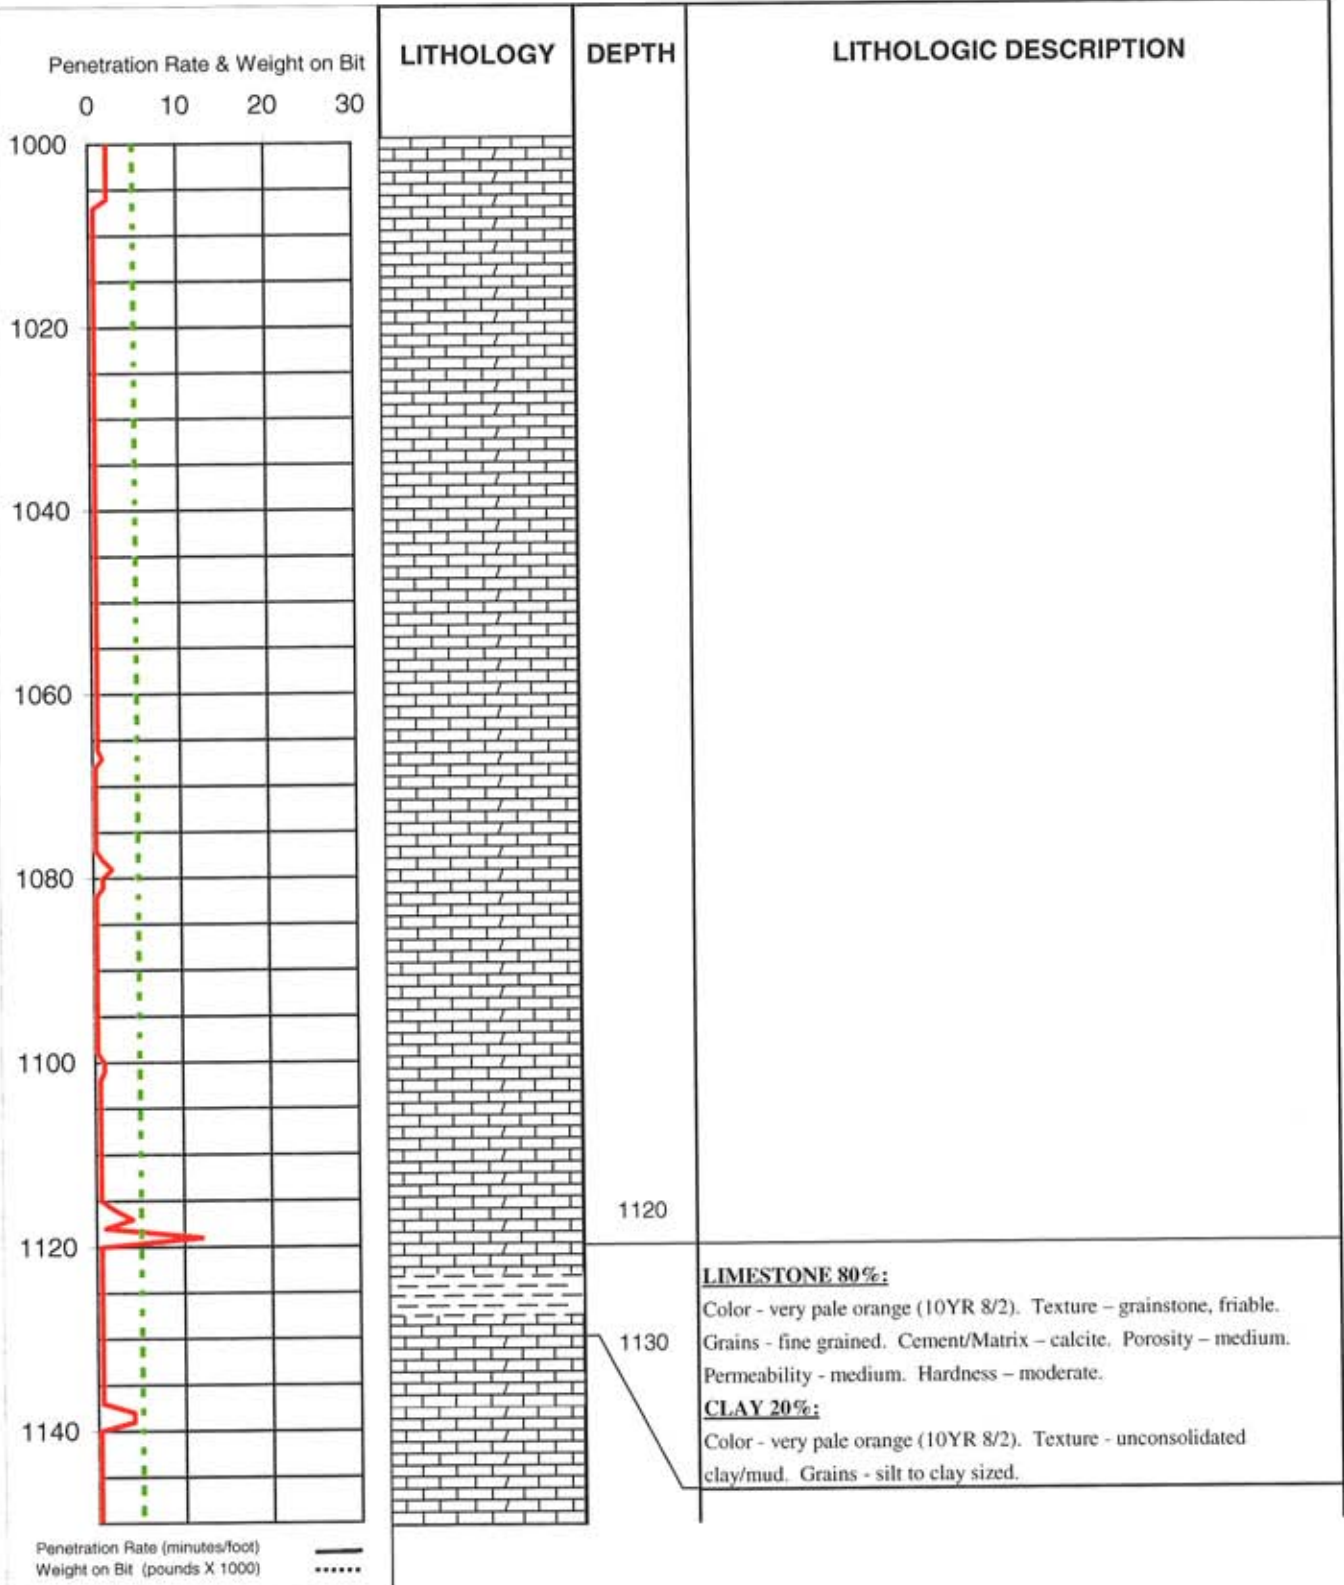 Penetration Rate & Weight on Bit
0 10 20 30
LITHOLOGY
DEPTH
LITHOLOGIC DESCRIPTION
1000
1020
1040
1060
1080
1100
1120
1140
1120
1130
LIMESTONE 80%:
Color - very pale orange (10YR 8/2). Texture – grainstone, friable.
Grains - fine grained. Cement/Matrix – calcite. Porosity – medium.
Permeability - medium. Hardness – moderate.
CLAY 20%:
Color - very pale orange (10YR 8/2). Texture - unconsolidated
clay/mud. Grains - silt to clay sized.
Penetration Rate (minutes/foot)
Weight on Bit (pounds X 1000)